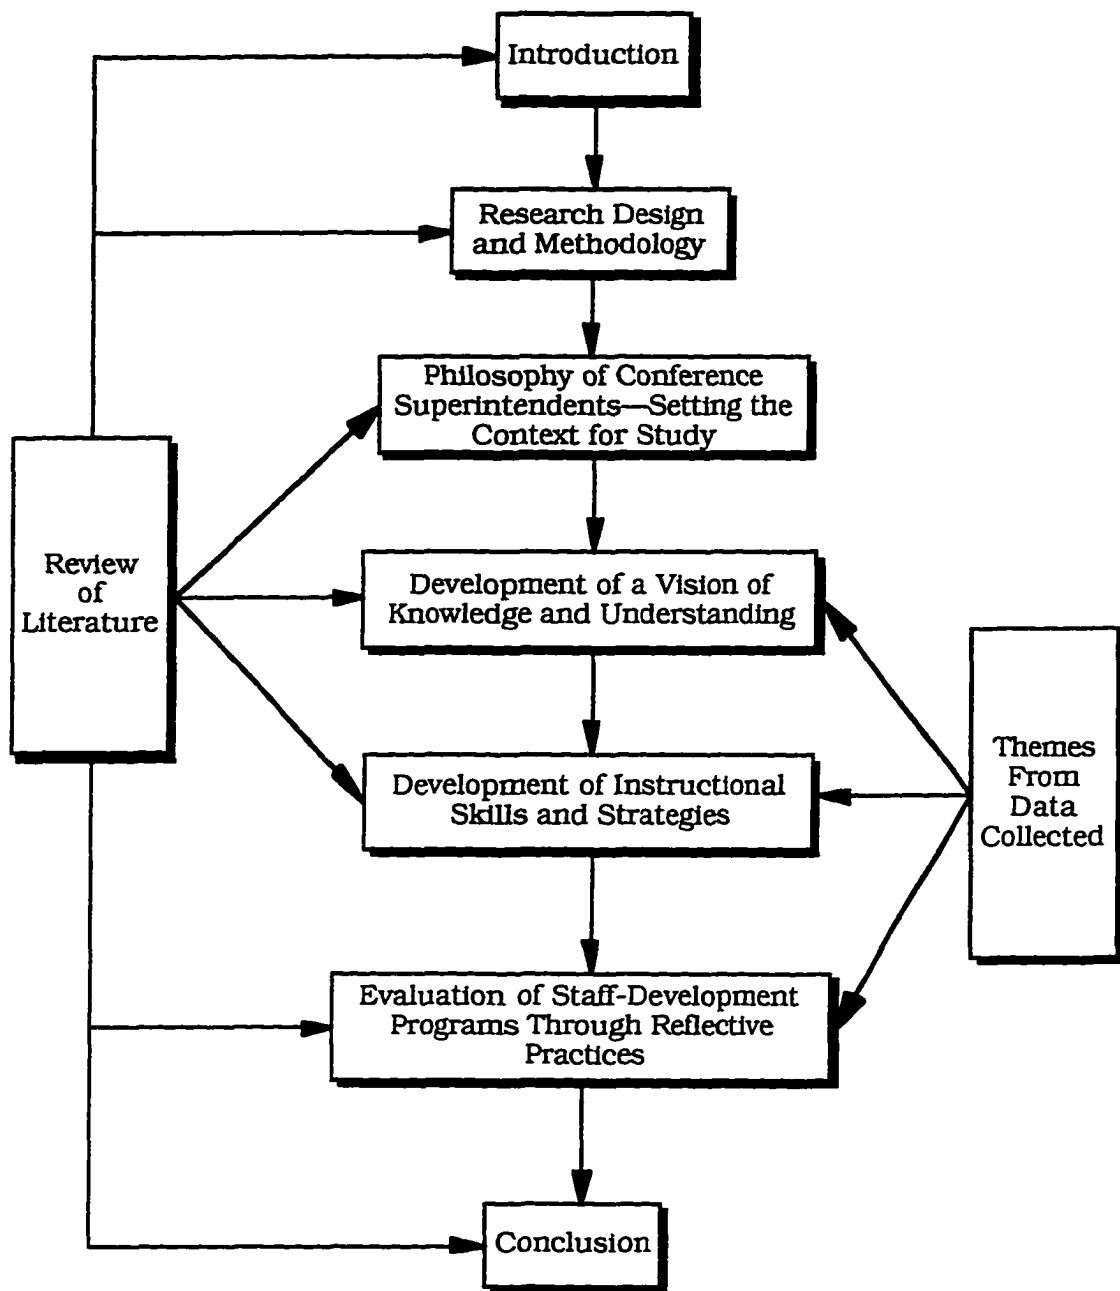 Introduction
Research Design
and Methodology
Philosophy of Conference
Superintendents—Setting the
Context for Study
Review
of
Literature
Development of a Vision of
Knowledge and Understanding
Themes
From
Data
Collected
Development of Instructional
Skills and Strategies
Evaluation of Staff-Development
Programs Through Reflective
Practices
Conclusion